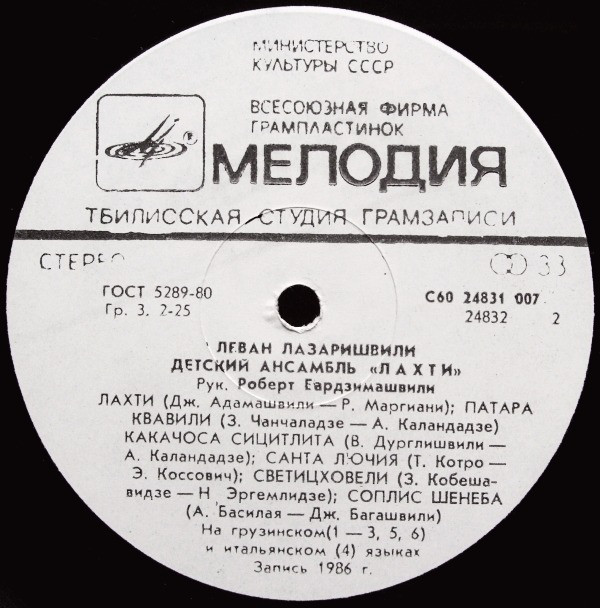 МИНИСТЕРСТВО
КУЛЬТУРЫ СССР
ВСЕСОЮЗНАЯ ФИРМА
ГРАМПЛАСТИНОК
®
МЕЛОДИЯ
ТБИЛИССКАЯ СТУДИЯ ГРАМЗАПИСИ
СТЕРЕО
33
ГОСТ 5289-80
Гр. 3. 2-25
С60 24831 007
24832 2
ЛЕВАН ЛАЗАРИШВИЛИ
ДЕТСКИЙ АНСАМБЛЬ «ЛАХТИ»
Рук. Роберт Гардзимашвили
ЛАХТИ (Дж. Адамашвили — Р. Маргиани); ПАТАРА
КВАВИЛИ (З. Чанчаладзе — А. Каландадзе)
КАКАЧОСА СИЦИТЛИТА (В. Дурглишвили —
А. Каландадзе); САНТА ЛЮЧИЯ (Т. Котро —
Э. Коссович); СВЕТИЦХОВЕЛИ (З. Кобеша-
видзе — Н Эргемлидзе); СОПЛИС ШЕНЕБА
(А. Басилая — Дж. Багашвили)
На грузинском(1 — 3, 5, 6)
и итальянском (4) языках
Запись 1986 г.